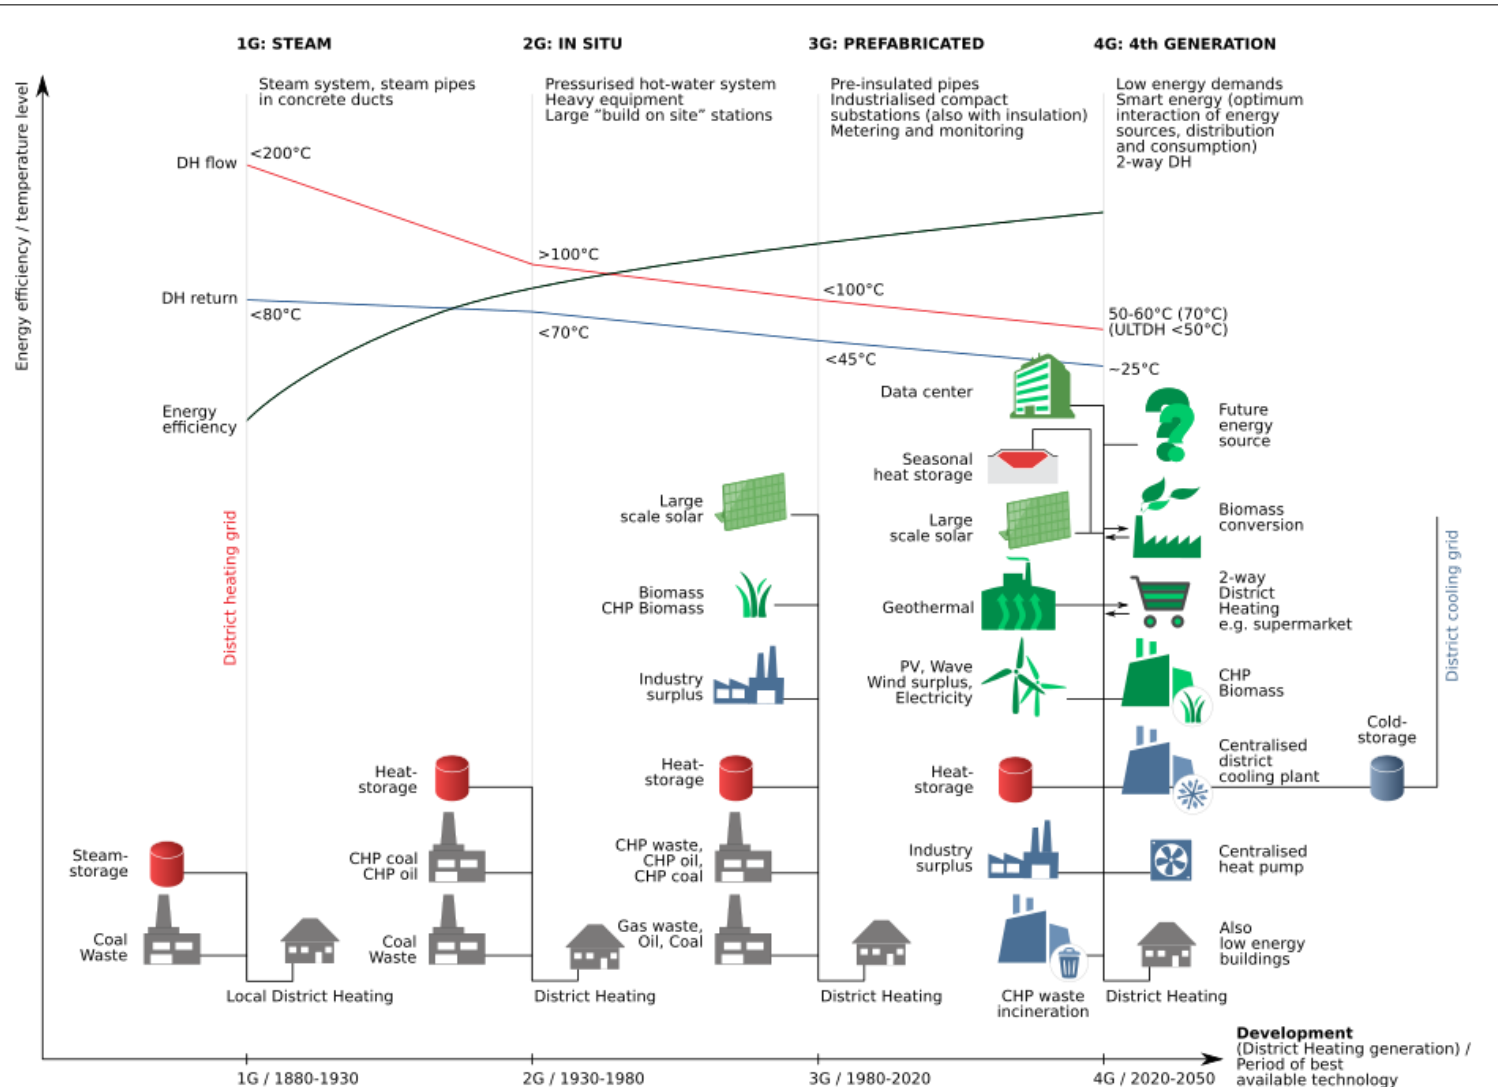 1G: STEAM
2G: IN SITU
3G: PREFABRICATED
4G: 4th GENERATION
Steam system, steam pipes
in concrete ducts
Pressurised hot-water system
Heavy equipment
Large “build on site” stations
Pre-insulated pipes
Industrialised compact
substations (also with insulation)
Metering and monitoring
Low energy demands
Smart energy (optimum
interaction of energy
sources, distribution
and consumption)
2-way DH
Energy efficiency / temperature level
DH flow
<200°C
>100°C
<100°C
50-60°C (70°C)
(ULTDH <50°C)
DH return
<80°C
<70°C
<45°C
~25°C
Energy
efficiency
District heating grid
Steam-
storage
Coal
Waste
Local District Heating
Heat-
storage
CHP coal
CHP oil
Coal
Waste
District Heating
Large
scale solar
Biomass
CHP Biomass
Industry
surplus
Heat-
storage
CHP waste,
CHP oil,
CHP coal
Gas waste,
Oil, Coal
District Heating
Data center
Seasonal
heat storage
Large
scale solar
Geothermal
PV, Wave
Wind surplus,
Electricity
Heat-
storage
Industry
surplus
CHP waste
incineration
District Heating
Future
energy
source
Biomass
conversion
2-way
District
Heating
e.g. supermarket
CHP
Biomass
Centralised
district
cooling plant
Centralised
heat pump
Also
low energy
buildings
Cold-
storage
District cooling grid
1G / 1880-1930
2G / 1930-1980
3G / 1980-2020
4G / 2020-2050
Development
(District Heating generation) /
Period of best
available technology